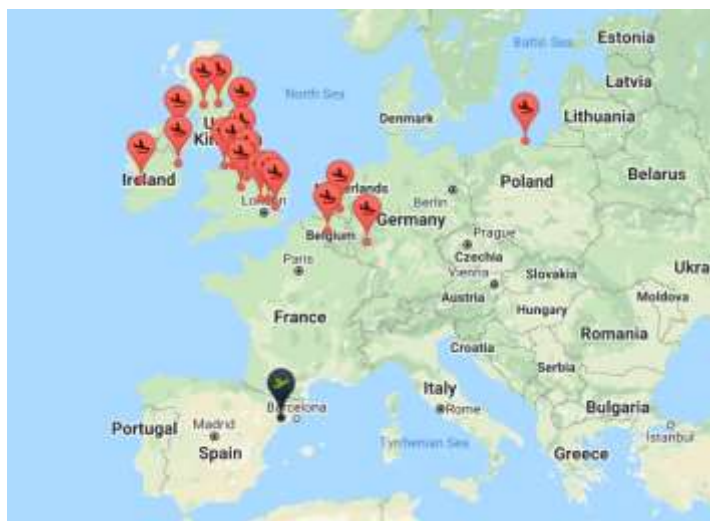 Estonia
Baltic Sea
Latvia
North Sea
Denmark
Lithuania
Ireland
Belarus
Berlin
Poland
Germany
Belgium
Prague
Czechia
Paris
Vienna
Slovakia
Ukra
Austria
Hungary
Moldova
France
Croatia
Romania
Serbia
Italy
Barcelona
Rome
Bulgaria
Portugal
Madrid
Istanbul
Spain
Tyrrhenian Sea
Greece